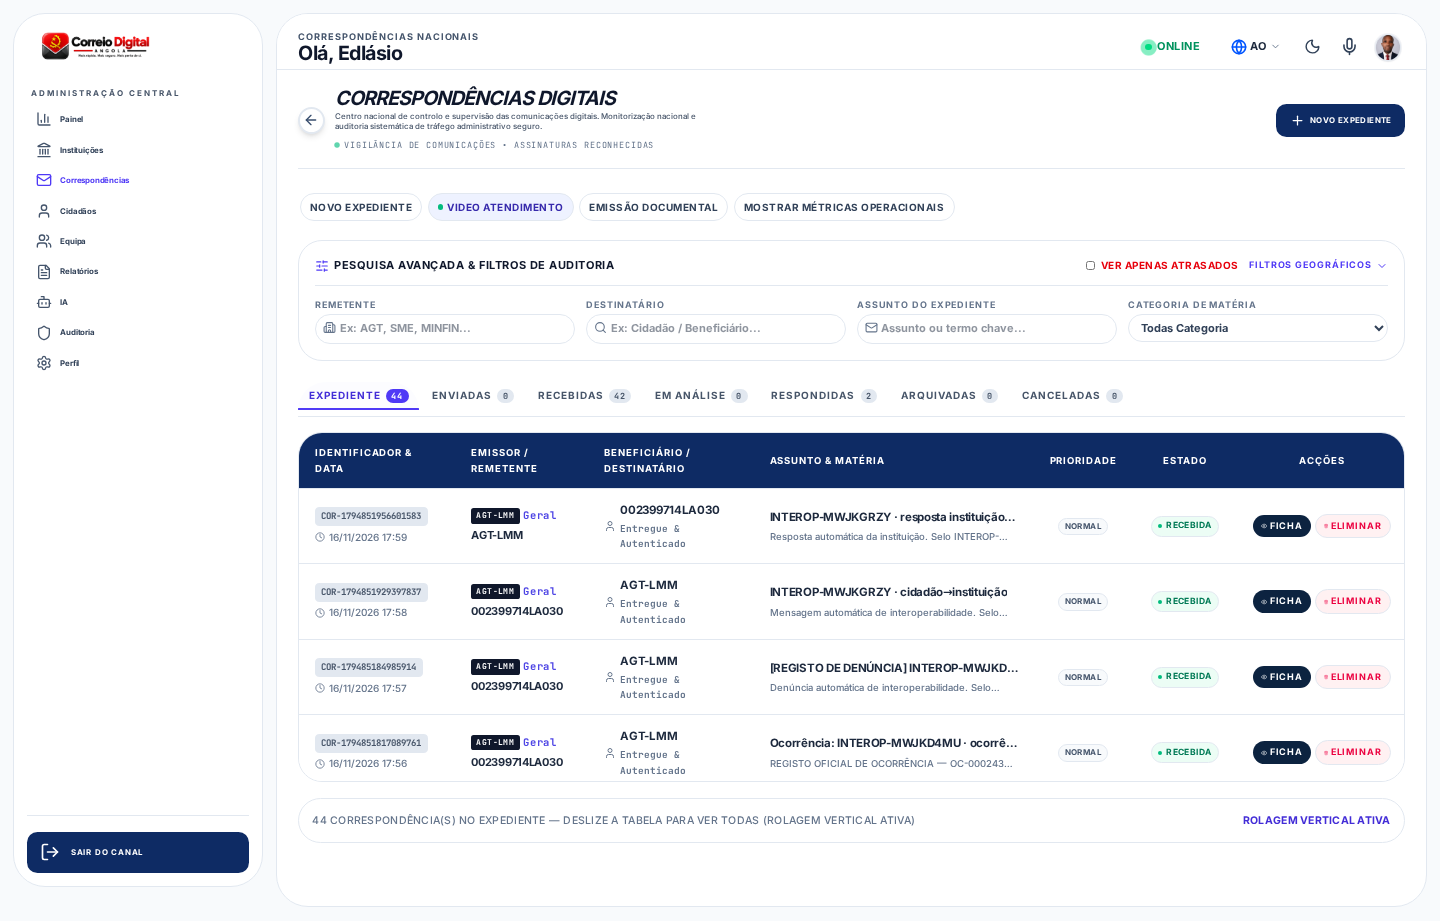 Correio Digital
ANGOLA
ADMINISTRAÇÃO CENTRAL
Painel
Instituições
Correspondências
Cidadãos
Equipa
Relatórios
IA
Auditoria
Perfil
SAIR DO CANAL
CORRESPONDÊNCIAS NACIONAIS
Olá, Edlásio
ONLINE
AO
CORRESPONDÊNCIAS DIGITAIS
Centro nacional de controlo e supervisão das comunicações digitais. Monitorização nacional e
auditoria sistemática de tráfego administrativo seguro.
VIGILÂNCIA DE COMUNICAÇÕES • ASSINATURAS RECONHECIDAS
NOVO EXPEDIENTE
NOVO EXPEDIENTE
VIDEO ATENDIMENTO
EMISSÃO DOCUMENTAL
MOSTRAR MÉTRICAS OPERACIONAIS
PESQUISA AVANÇADA & FILTROS DE AUDITORIA
VER APENAS ATRASADOS
FILTROS GEOGRÁFICOS
REMETENTE
DESTINATÁRIO
ASSUNTO DO EXPEDIENTE
CATEGORIA DE MATÉRIA
Ex: AGT, SME, MINFIN...
Ex: Cidadão / Beneficiário...
Assunto ou termo chave...
Todas Categoria
EXPEDIENTE 44
ENVIADAS 0
RECEBIDAS 42
EM ANÁLISE 0
RESPONDIDAS 2
ARQUIVADAS 0
CANCELADAS 0
IDENTIFICADOR & DATA
EMISSOR / REMETENTE
BENEFICIÁRIO / DESTINATÁRIO
ASSUNTO & MATÉRIA
PRIORIDADE
ESTADO
ACÇÕES
COR-1794851956601583
16/11/2026 17:59
AGT-LMM Geral
AGT-LMM
002399714LA030
Entregue &
Autenticado
INTEROP-MWJKGRZY · resposta instituição...
Resposta automática da instituição. Selo INTEROP-...
NORMAL
RECEBIDA
FICHA
ELIMINAR
COR-1794851929397837
16/11/2026 17:58
AGT-LMM Geral
002399714LA030
AGT-LMM
Entregue &
Autenticado
INTEROP-MWJKGRZY · cidadão→instituição
Mensagem automática de interoperabilidade. Selo...
NORMAL
RECEBIDA
FICHA
ELIMINAR
COR-179485184985914
16/11/2026 17:57
AGT-LMM Geral
002399714LA030
AGT-LMM
Entregue &
Autenticado
[REGISTO DE DENÚNCIA] INTEROP-MWJKD...
Denúncia automática de interoperabilidade. Selo...
NORMAL
RECEBIDA
FICHA
ELIMINAR
COR-1794851817089761
16/11/2026 17:56
AGT-LMM Geral
002399714LA030
AGT-LMM
Entregue &
Autenticado
Ocorrência: INTEROP-MWJKD4MU · ocorrê...
REGISTO OFICIAL DE OCORRÊNCIA — OC-000243...
NORMAL
RECEBIDA
FICHA
ELIMINAR
44 CORRESPONDÊNCIA(S) NO EXPEDIENTE — DESLIZE A TABELA PARA VER TODAS (ROLAGEM VERTICAL ATIVA)
ROLAGEM VERTICAL ATIVA